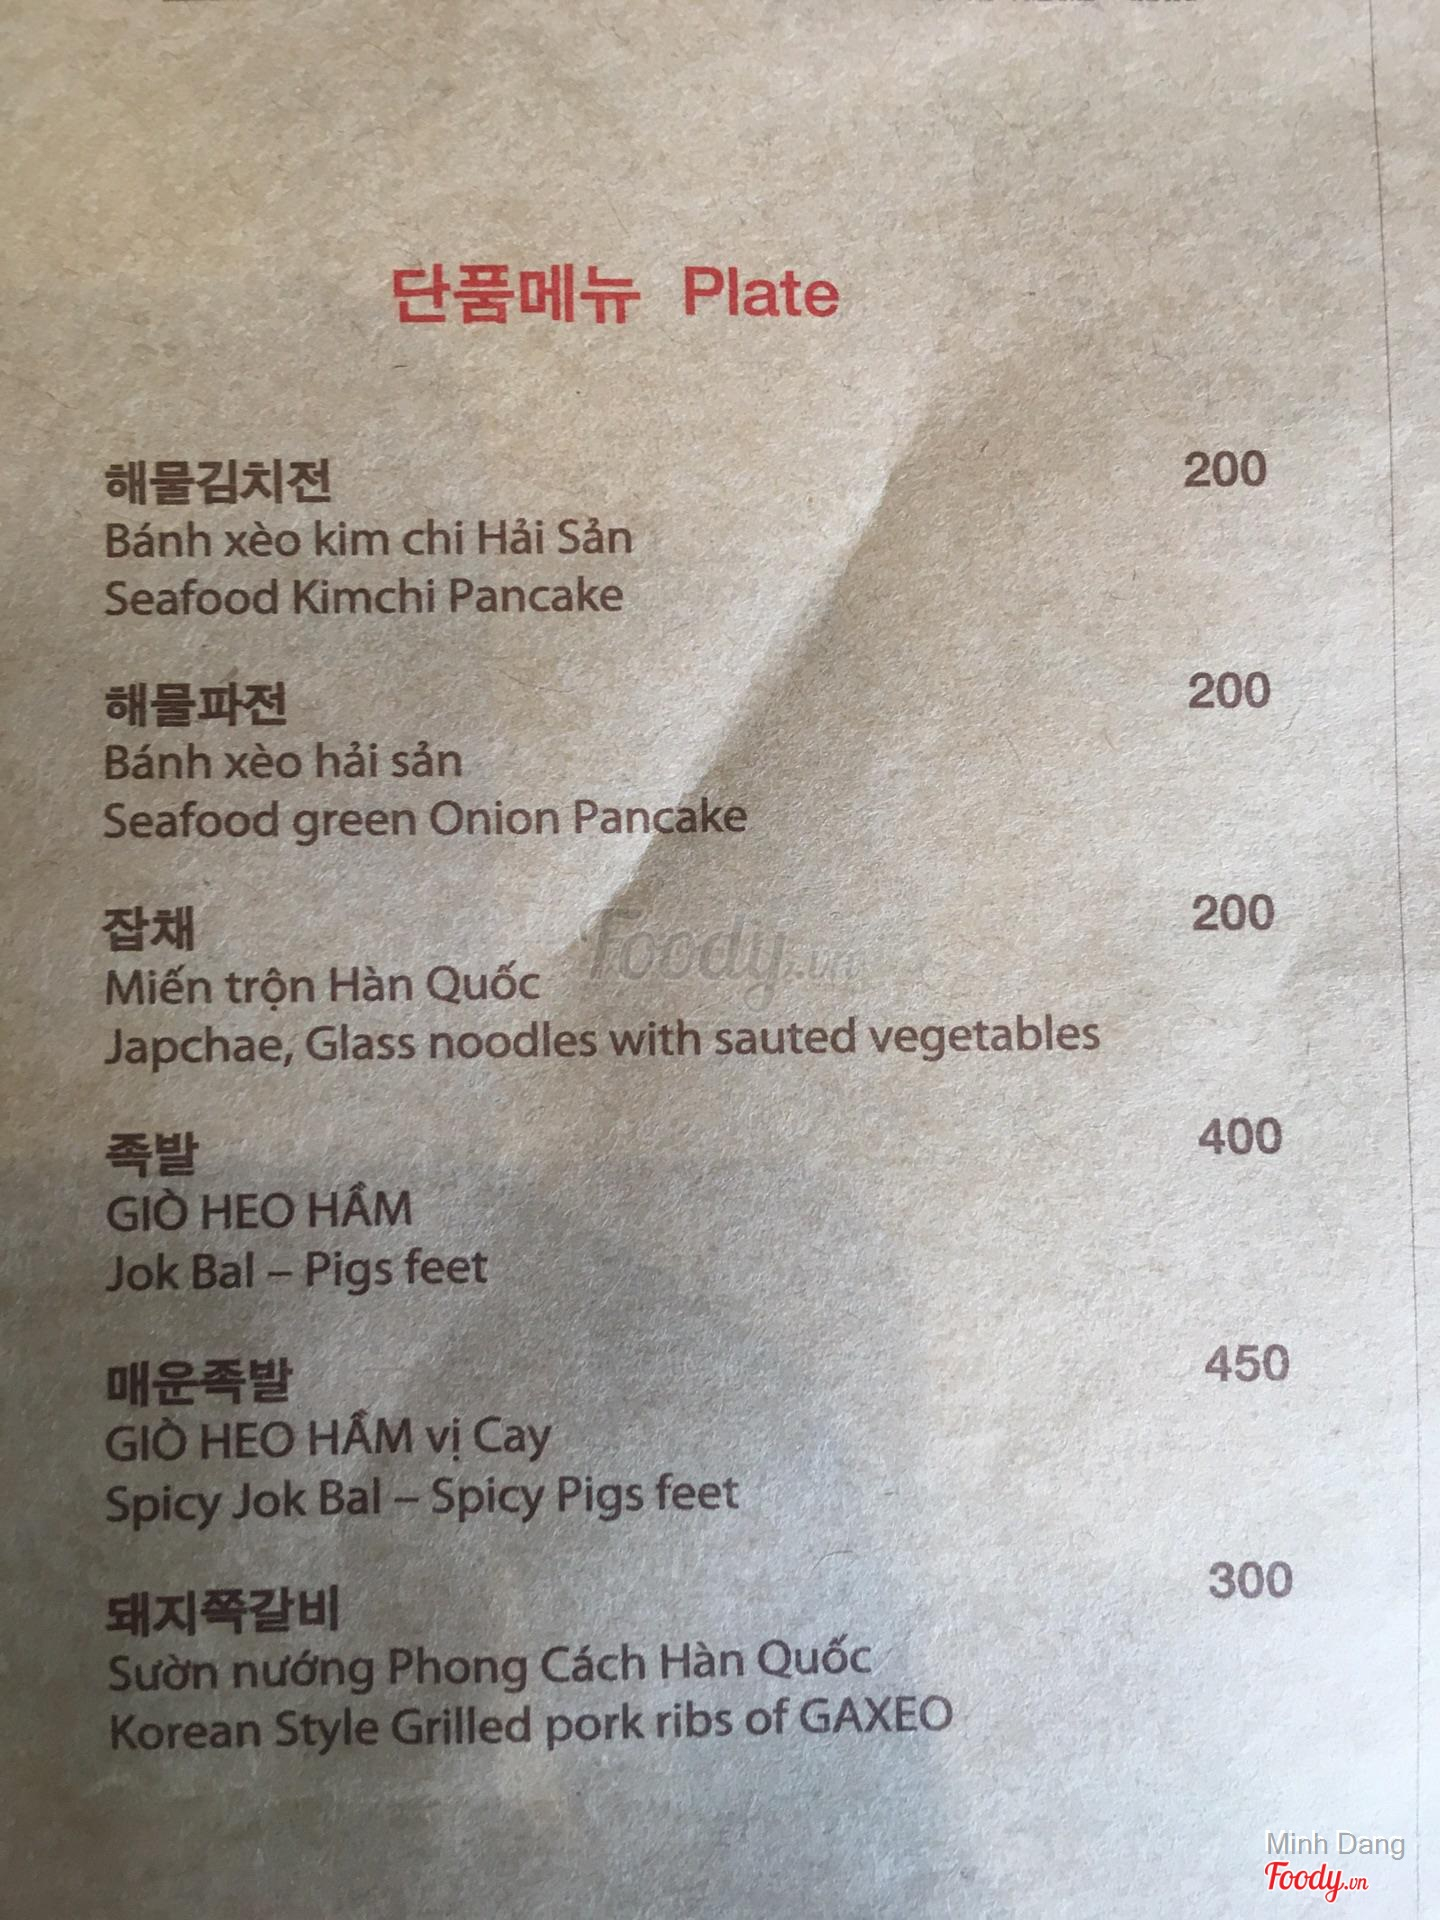 단품메뉴 Plate
해물김치전 200
Bánh xèo kim chi Hải Sản
Seafood Kimchi Pancake
해물파전 200
Bánh xèo hải sản
Seafood green Onion Pancake
잡채 200
Miến trộn Hàn Quốc
Japchae, Glass noodles with sauted vegetables
족발 400
GIÒ HEO HẦM
Jok Bal – Pigs feet
매운족발 450
GIÒ HEO HẦM vị Cay
Spicy Jok Bal – Spicy Pigs feet
돼지쪽갈비 300
Sườn nướng Phong Cách Hàn Quốc
Korean Style Grilled pork ribs of GAXEO
Foody.vn
Minh Dang
Foody.vn